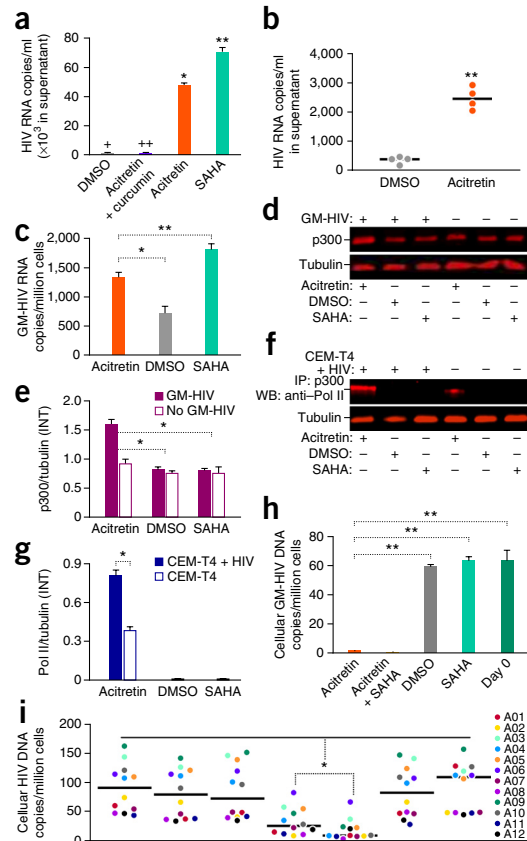 a
HIV RNA copies/ml
(×10³ in supernatant)
80
60
40
20
0
+
++
*
**
DMSO
Acitretin
+ curcumin
Acitretin
SAHA
b
HIV RNA copies/ml
in supernatant
3,000
2,000
1,000
0
**
DMSO
Acitretin
c
GM-HIV RNA
copies/million cells
2,000
1,500
1,000
500
0
**
*
Acitretin DMSO SAHA
d
GM-HIV: + + + – – –
p300
Tubulin
Acitretin: + – – + – –
DMSO: – + – – + –
SAHA: – – + – – +
e
p300/tubulin (INT)
2.0
1.5
1.0
0.5
0
GM-HIV
No GM-HIV
*
*
Acitretin DMSO SAHA
f
CEM-T4
+ HIV: + + + – – –
IP: p300
WB: anti–Pol II
Tubulin
Acitretin: + – – + – –
DMSO: – + – – + –
SAHA: – – + – – +
g
Pol II/tubulin (INT)
0.9
0.6
0.3
0
*
CEM-T4 + HIV
CEM-T4
Acitretin DMSO SAHA
h
Cellular GM-HIV DNA
copies/million cells
80
60
40
20
0
**
**
**
Acitretin
Acitretin
+ SAHA
DMSO
SAHA
Day 0
i
Cellular HIV DNA
copies/million cells
200
150
100
50
0
*
A01
A02
A03
A04
A05
A06
A07
A08
A09
A10
A11
A12